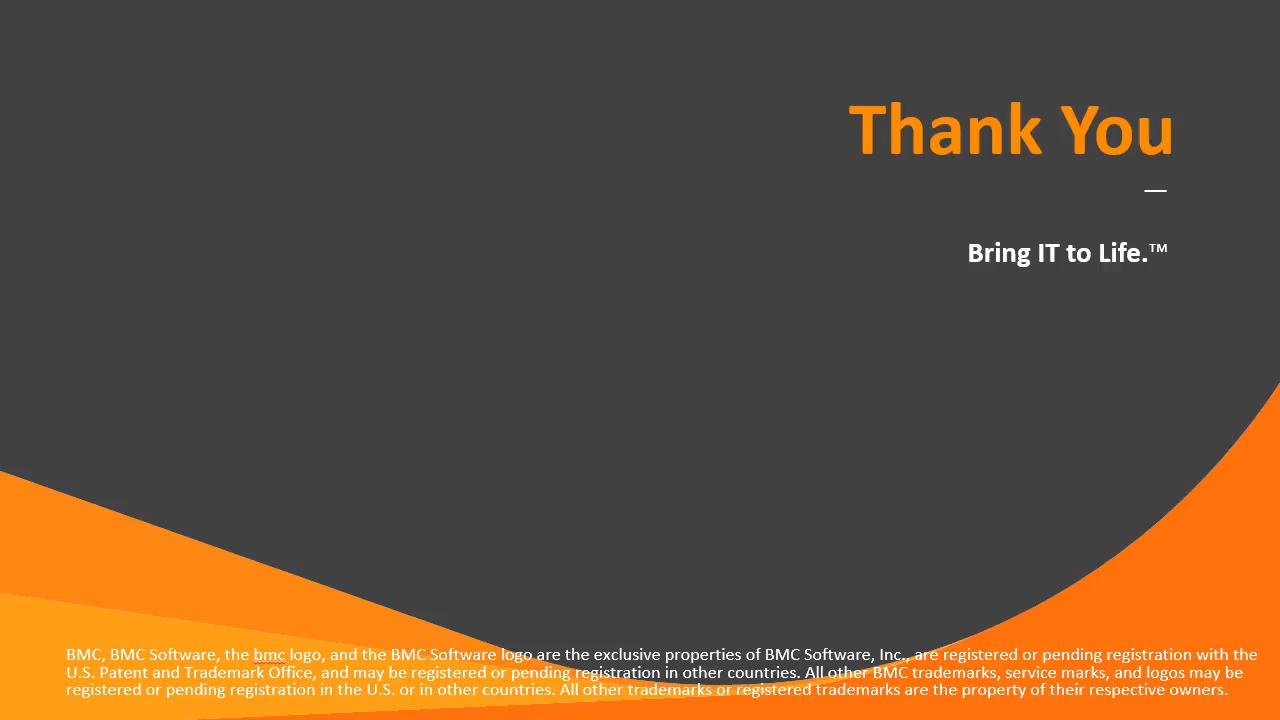 Thank You
—
Bring IT to Life.™
BMC, BMC Software, the bmc logo, and the BMC Software logo are the exclusive properties of BMC Software, Inc., are registered or pending registration with the
U.S. Patent and Trademark Office, and may be registered or pending registration in other countries. All other BMC trademarks, service marks, and logos may be
registered or pending registration in the U.S. or in other countries. All other trademarks or registered trademarks are the property of their respective owners.